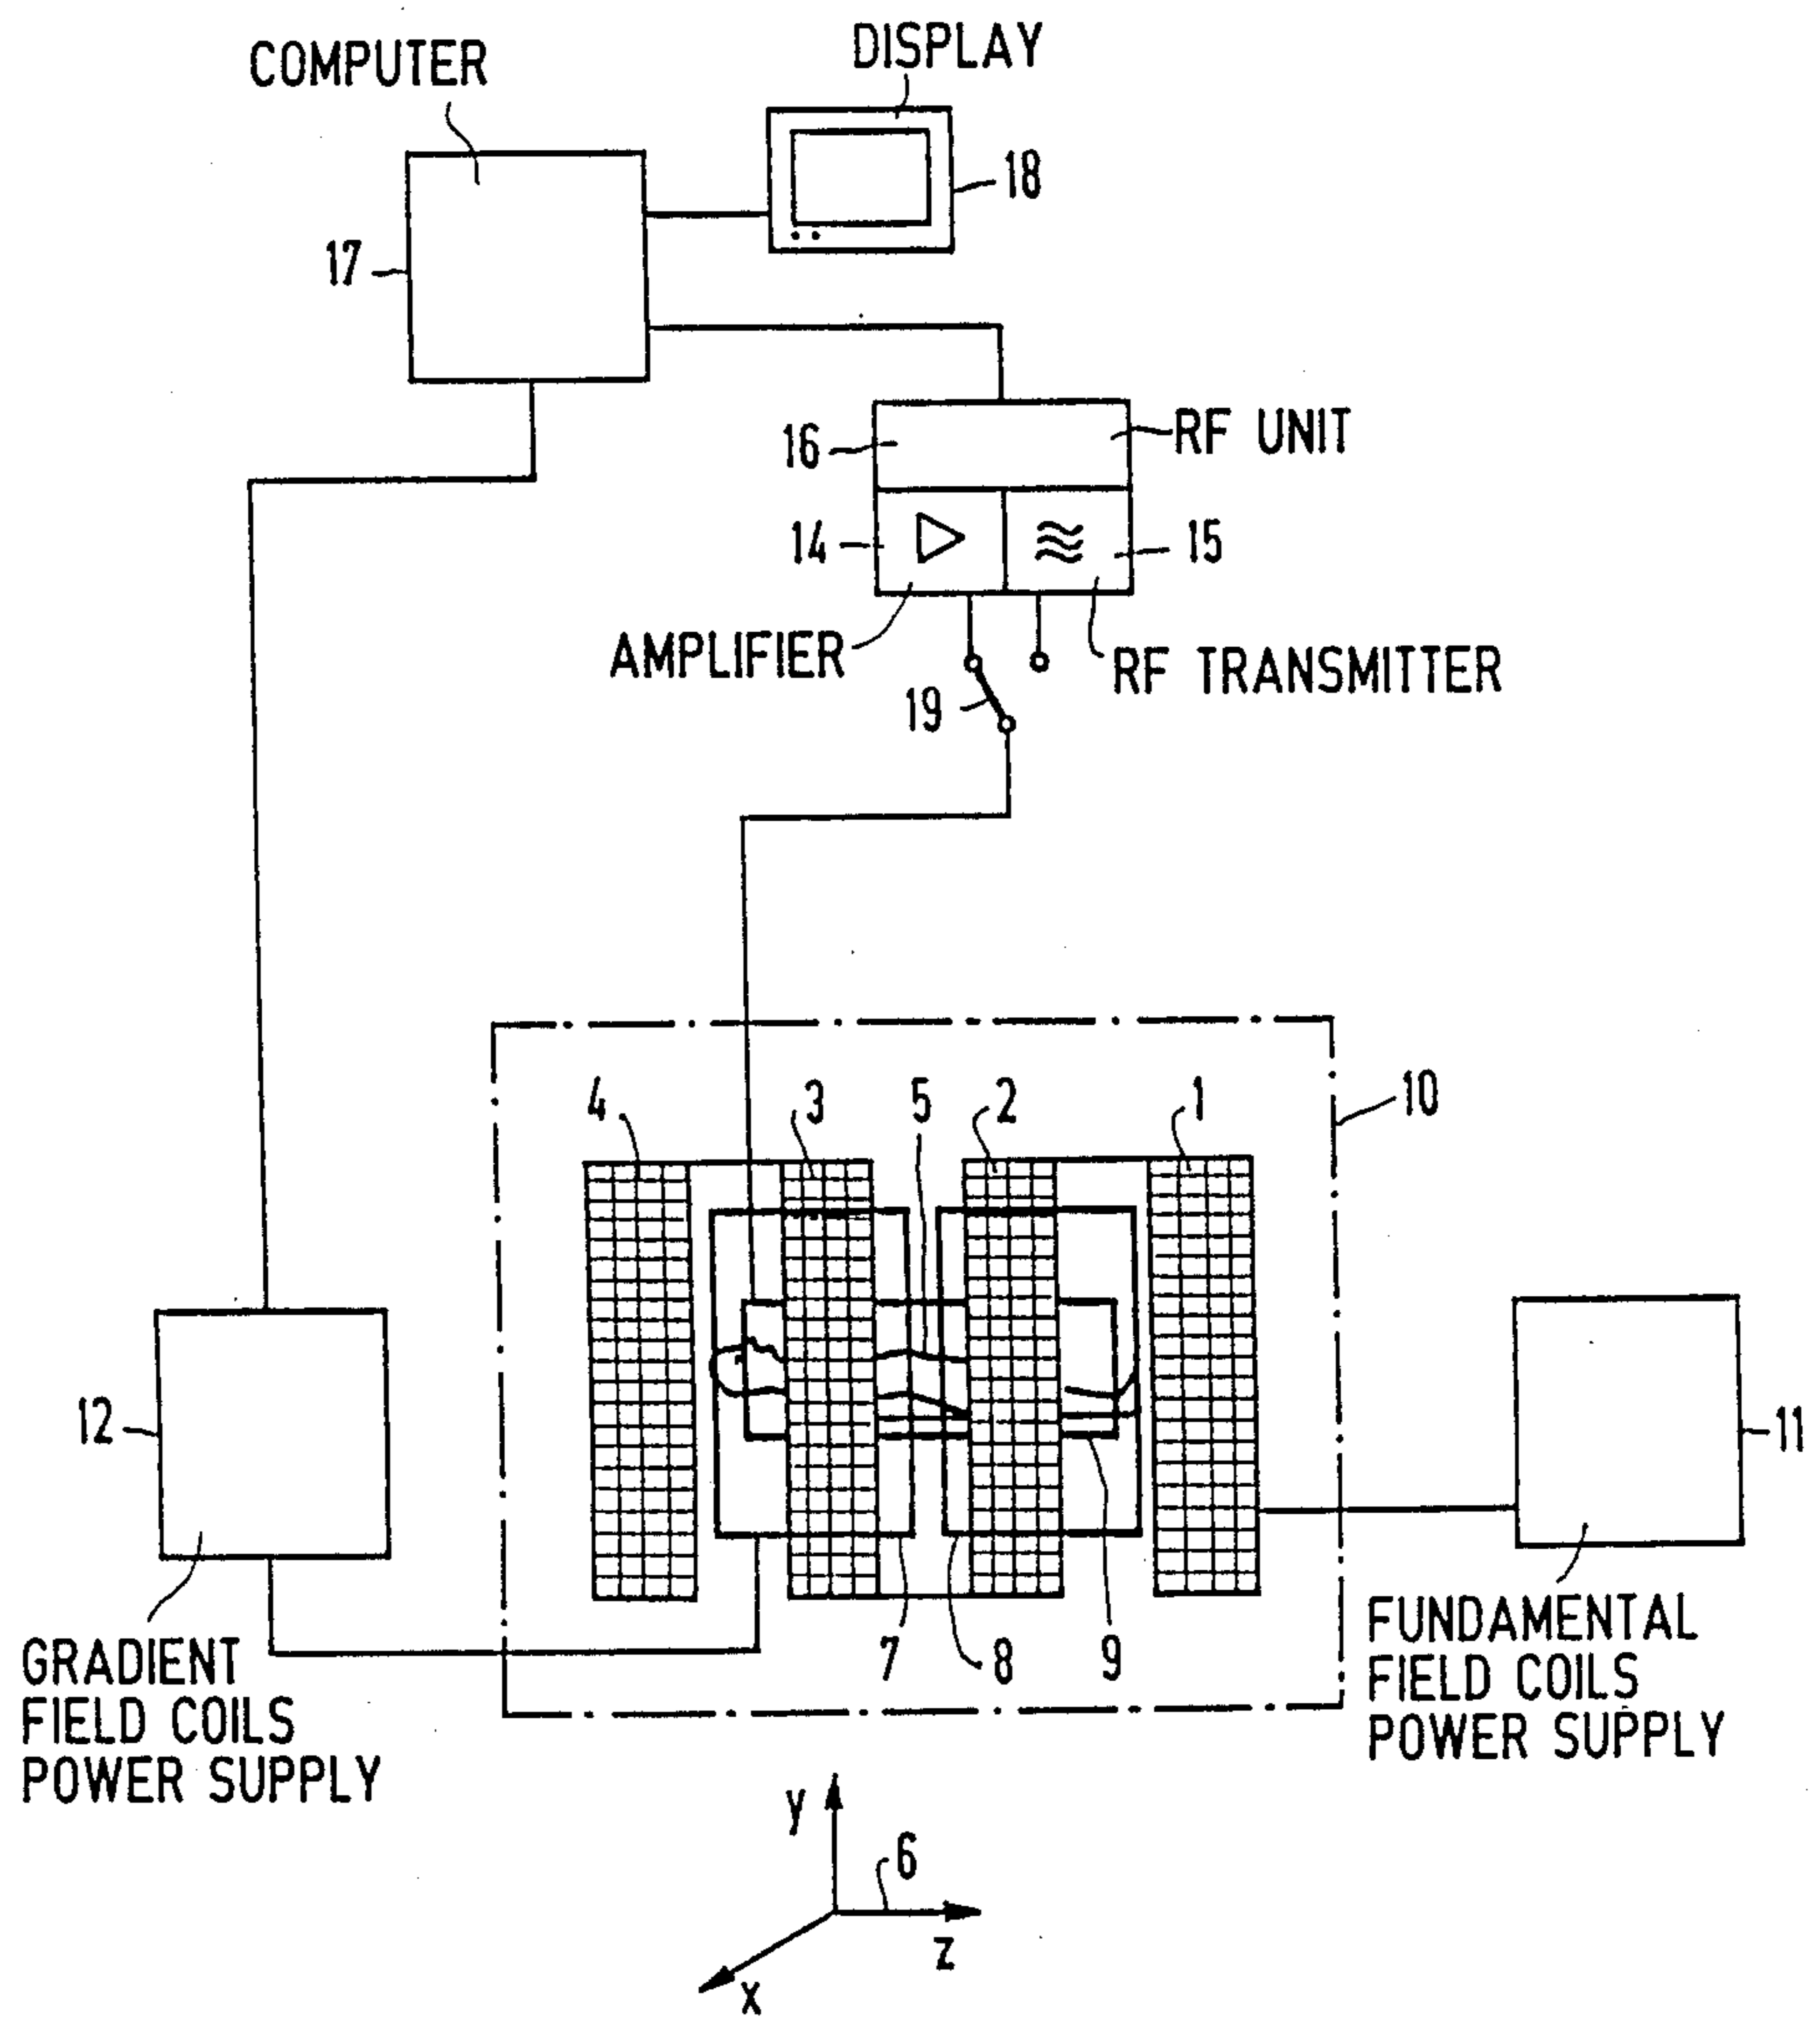 DISPLAY
COMPUTER
18
17
16
RF UNIT
14
15
AMPLIFIER
RF TRANSMITTER
19
4
3
5
2
1
10
12
11
7
8
9
GRADIENT
FIELD COILS
POWER SUPPLY
FUNDAMENTAL
FIELD COILS
POWER SUPPLY
y
6
z
x